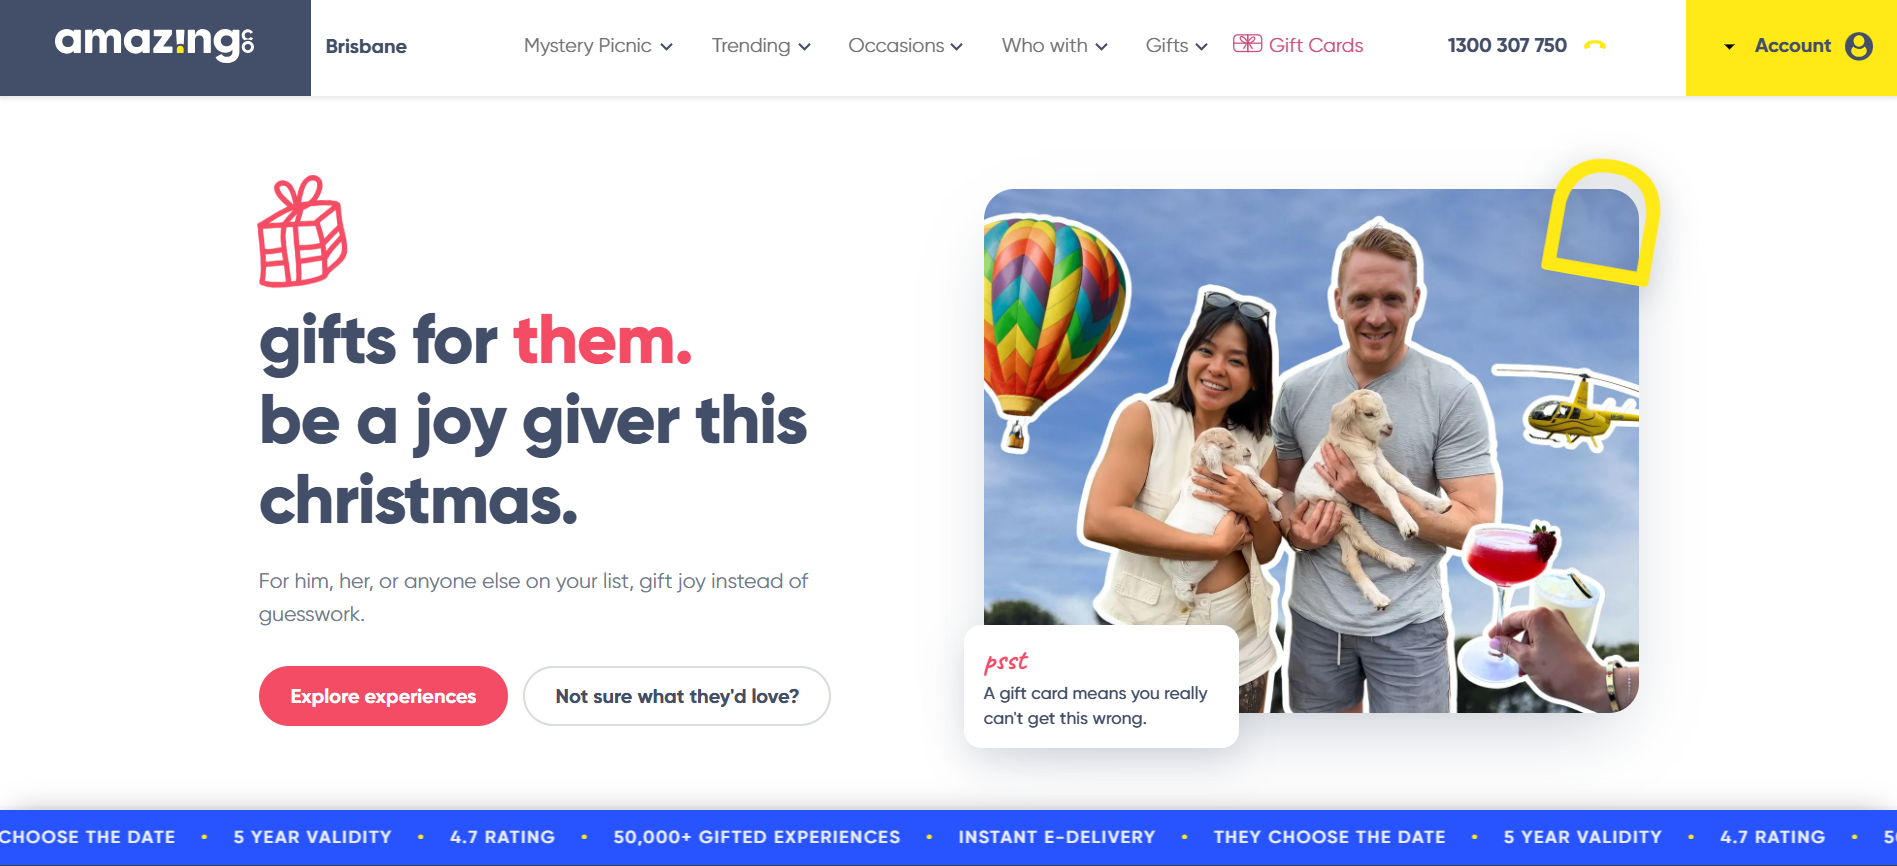 amazing co
Brisbane
Mystery Picnic
Trending
Occasions
Who with
Gifts
Gift Cards
1300 307 750
Account
gifts for them.
be a joy giver this
christmas.
For him, her, or anyone else on your list, gift joy instead of
guesswork.
Explore experiences
Not sure what they'd love?
psst
A gift card means you really
can't get this wrong.
CHOOSE THE DATE • 5 YEAR VALIDITY • 4.7 RATING • 50,000+ GIFTED EXPERIENCES • INSTANT E-DELIVERY • THEY CHOOSE THE DATE • 5 YEAR VALIDITY • 4.7 RATING •